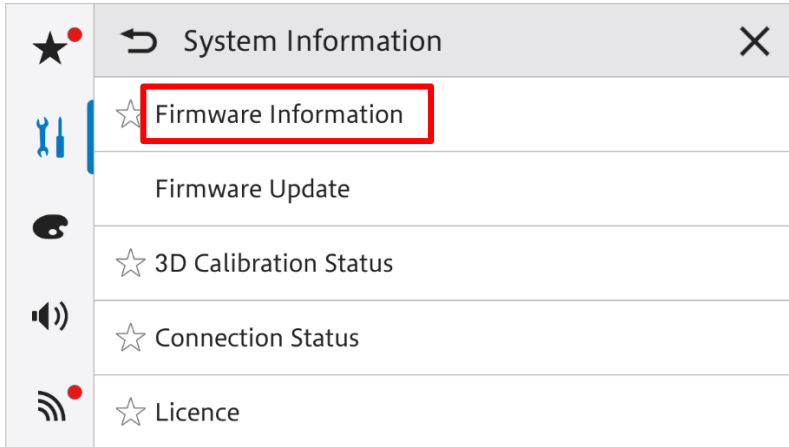 System Information
Firmware Information
Firmware Update
3D Calibration Status
Connection Status
Licence